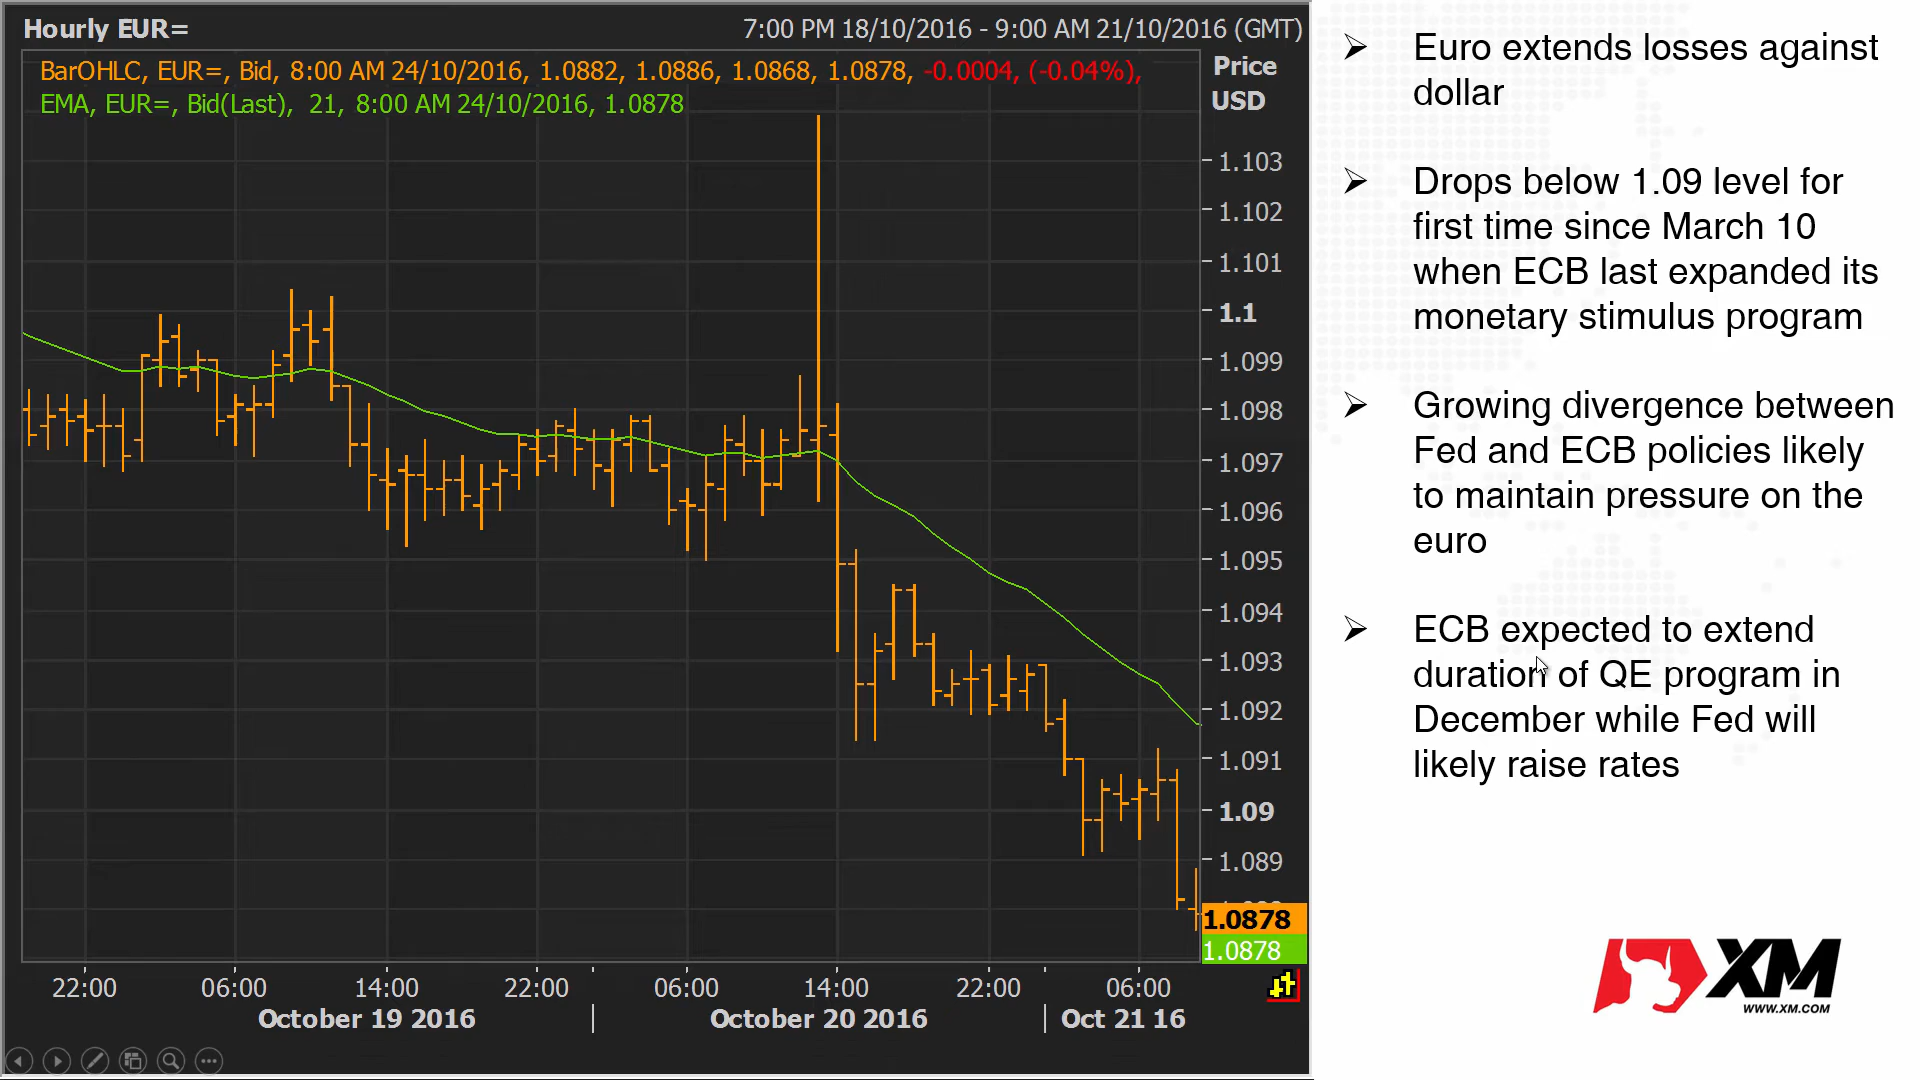 Hourly EUR=
7:00 PM 18/10/2016 - 9:00 AM 21/10/2016 (GMT)
BarOHLC, EUR=, Bid, 8:00 AM 24/10/2016, 1.0882, 1.0886, 1.0868, 1.0878, -0.0004, (-0.04%),
EMA, EUR=, Bid(Last), 21, 8:00 AM 24/10/2016, 1.0878
Price
USD
1.103
1.102
1.101
1.1
1.099
1.098
1.097
1.096
1.095
1.094
1.093
1.092
1.091
1.09
1.089
1.0878
1.0878
22:00 06:00 14:00 22:00 06:00 14:00 22:00 06:00
October 19 2016 October 20 2016 Oct 21 16
Euro extends losses against
dollar
Drops below 1.09 level for
first time since March 10
when ECB last expanded its
monetary stimulus program
Growing divergence between
Fed and ECB policies likely
to maintain pressure on the
euro
ECB expected to extend
duration of QE program in
December while Fed will
likely raise rates
XM
WWW.XM.COM